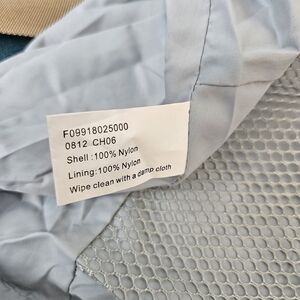 F09918025000
0812 CH06
Shell:100% Nylon
Lining:100% Nylon
Wipe clean with a damp cloth